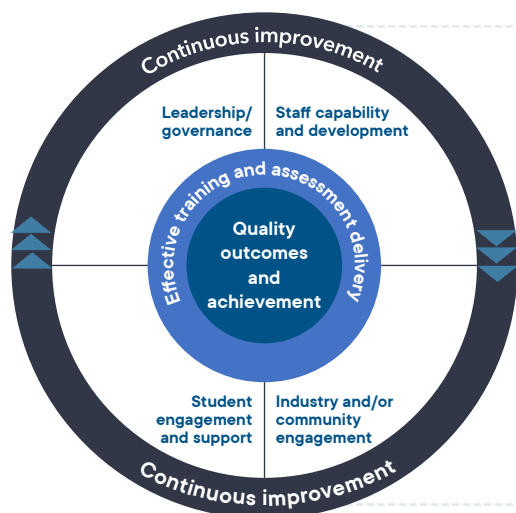 Continuous improvement
Leadership/
governance
Staff capability
and development
Effective training and assessment delivery
Quality
outcomes
and
achievement
Student
engagement
and support
Industry and/or
community
engagement
Continuous improvement